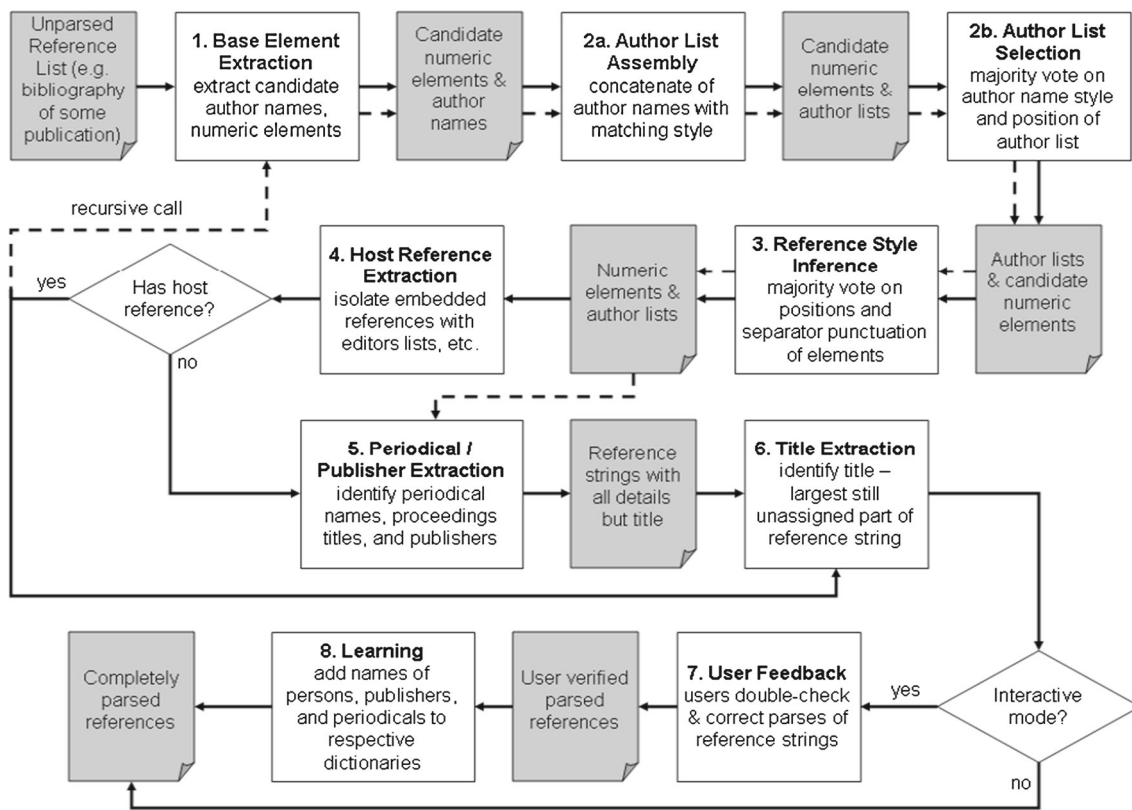 Unparsed
Reference
List (e.g.
bibliography
of some
publication)
1. Base Element
Extraction
extract candidate
author names,
numeric elements
Candidate
numeric
elements &
author
names
2a. Author List
Assembly
concatenate of
author names with
matching style
Candidate
numeric
elements &
author lists
2b. Author List
Selection
majority vote on
author name style
and position of
author list
recursive call
yes
Has host
reference?
no
4. Host Reference
Extraction
isolate embedded
references with
editors lists, etc.
Numeric
elements &
author lists
3. Reference Style
Inference
majority vote on
positions and
separator punctuation
of elements
Author lists
& candidate
numeric
elements
5. Periodical /
Publisher Extraction
identify periodical
names, proceedings
titles, and publishers
Reference
strings with
all details
but title
6. Title Extraction
identify title –
largest still
unassigned part of
reference string
Completely
parsed
references
8. Learning
add names of
persons, publishers,
and periodicals to
respective
dictionaries
User verified
parsed
references
7. User Feedback
users double-check
& correct parses of
reference strings
yes
Interactive
mode?
no